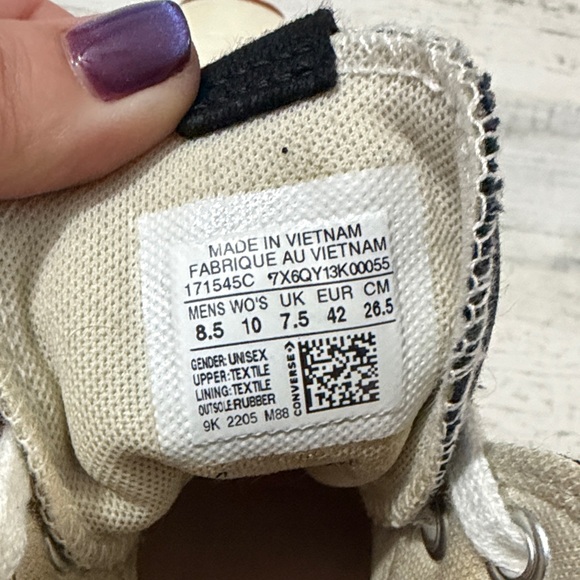 MADE IN VIETNAM
FABRIQUE AU VIETNAM
171545C 7X6QY13K00055
MENS WO'S UK EUR CM
8.5 10 7.5 42 26.5
GENDER:UNISEX
UPPER:TEXTILE
LINING:TEXTILE
OUTSOLE:RUBBER
9K 2205 M88
CONVERSE